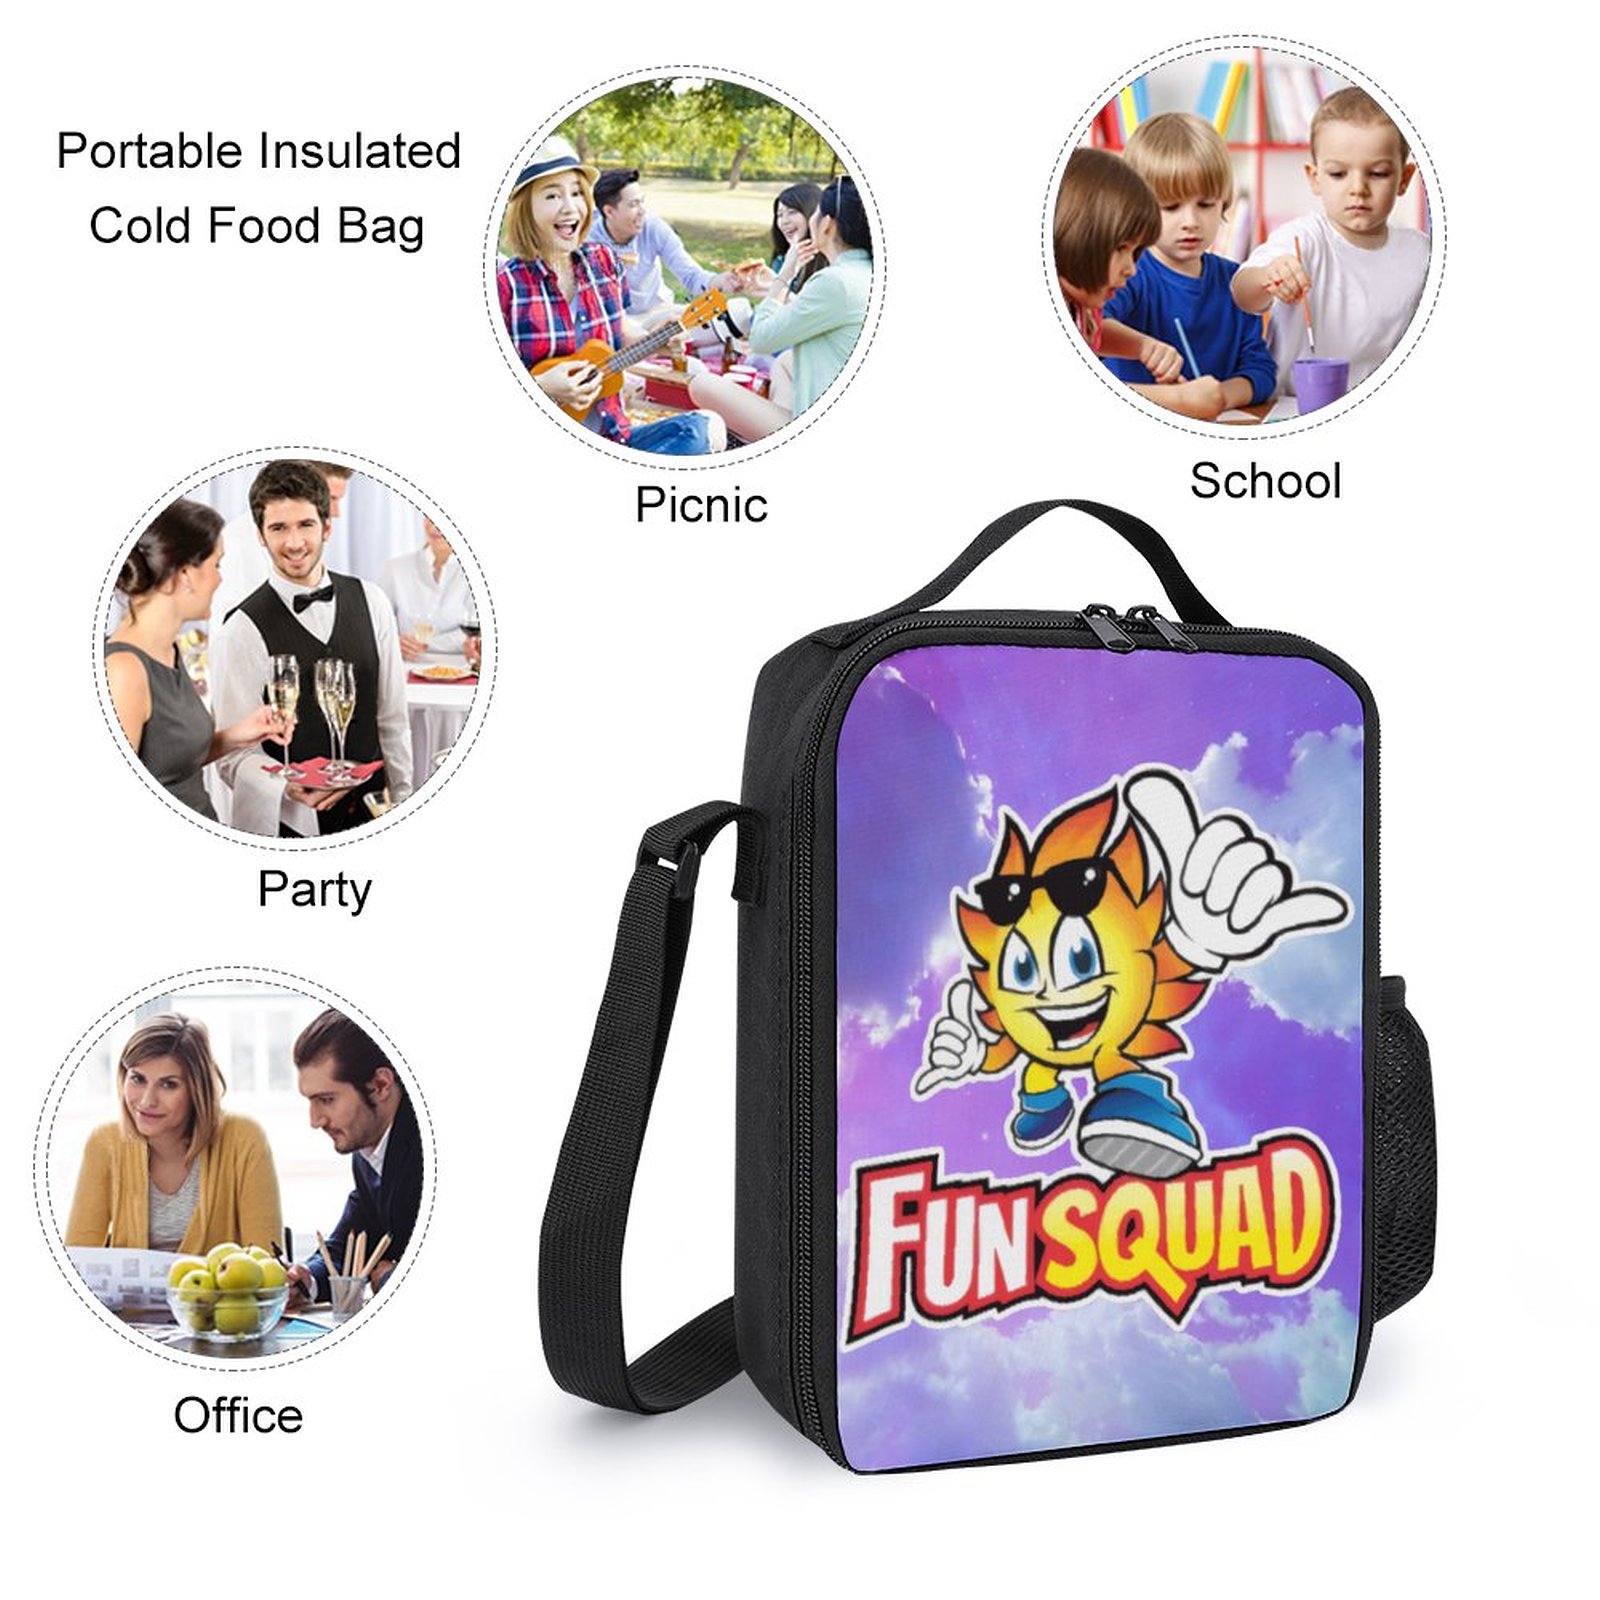 Portable Insulated
Cold Food Bag
Picnic
School
Party
Office
FUN SQUAD